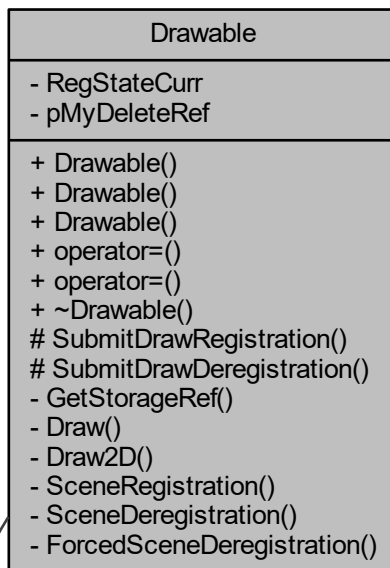 Drawable
- RegStateCurr
- pMyDeleteRef
+ Drawable()
+ Drawable()
+ Drawable()
+ operator=()
+ operator=()
+ ~Drawable()
# SubmitDrawRegistration()
# SubmitDrawDeregistration()
- GetStorageRef()
- Draw()
- Draw2D()
- SceneRegistration()
- SceneDeregistration()
- ForcedSceneDeregistration()